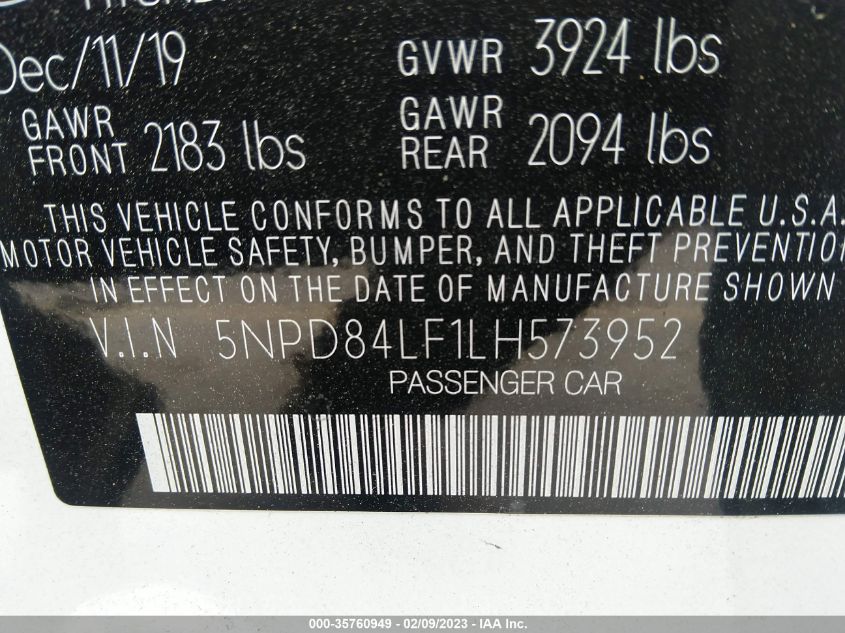 Dec/11/19 GVWR 3924 lbs
GAWR FRONT 2183 lbs GAWR REAR 2094 lbs
THIS VEHICLE CONFORMS TO ALL APPLICABLE U.S.A.
MOTOR VEHICLE SAFETY, BUMPER, AND THEFT PREVENTION
IN EFFECT ON THE DATE OF MANUFACTURE SHOWN
V.I.N 5NPD84LF1LH573952
PASSENGER CAR
000-35760949 - 02/09/2023 - IAA Inc.